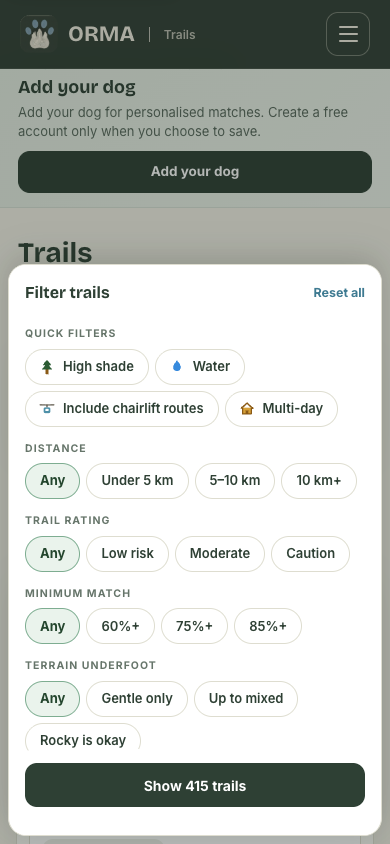 ORMA
Trails
Add your dog
Add your dog for personalised matches. Create a free
account only when you choose to save.
Add your dog
Trails
Filter trails
Reset all
QUICK FILTERS
High shade
Water
Include chairlift routes
Multi-day
DISTANCE
Any
Under 5 km
5–10 km
10 km+
TRAIL RATING
Any
Low risk
Moderate
Caution
MINIMUM MATCH
Any
60%+
75%+
85%+
TERRAIN UNDERFOOT
Any
Gentle only
Up to mixed
Rocky is okay
Show 415 trails